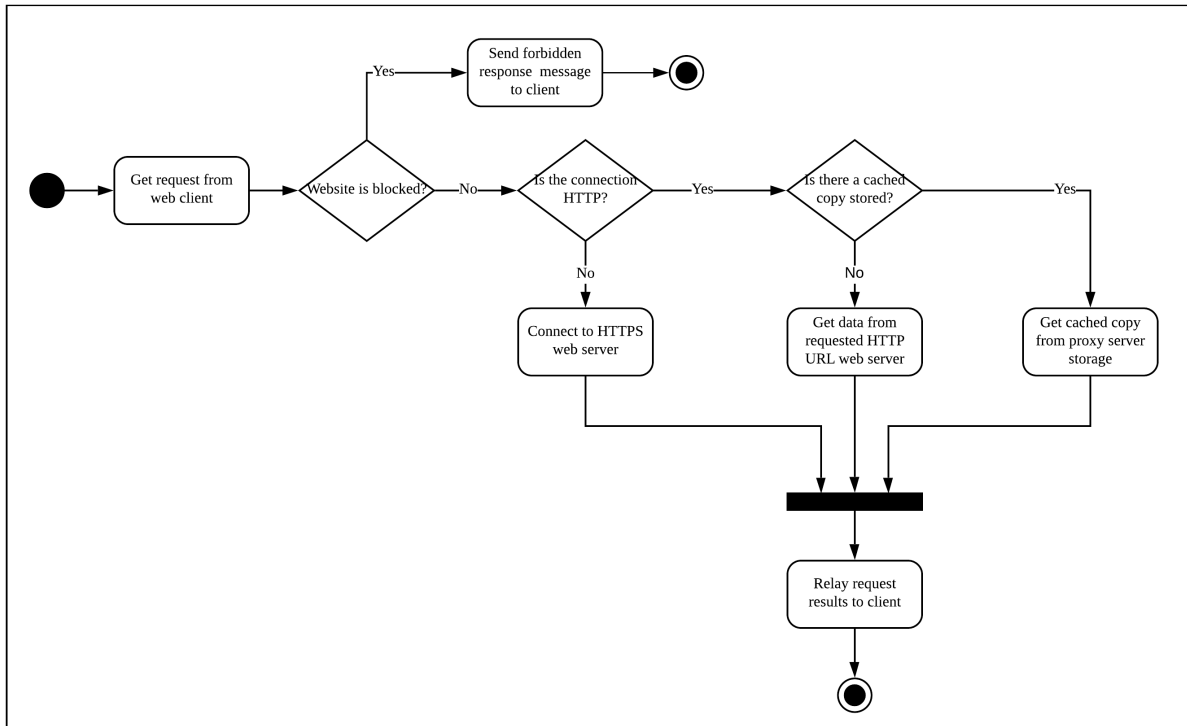 Send forbidden
response  message
to client
Yes
Get request from
web client
Website is blocked?
No
Is the connection
HTTP?
Yes
Is there a cached
copy stored?
Yes
No
No
Connect to HTTPS
web server
Get data from
requested HTTP
URL web server
Get cached copy
from proxy server
storage
Relay request
results to client